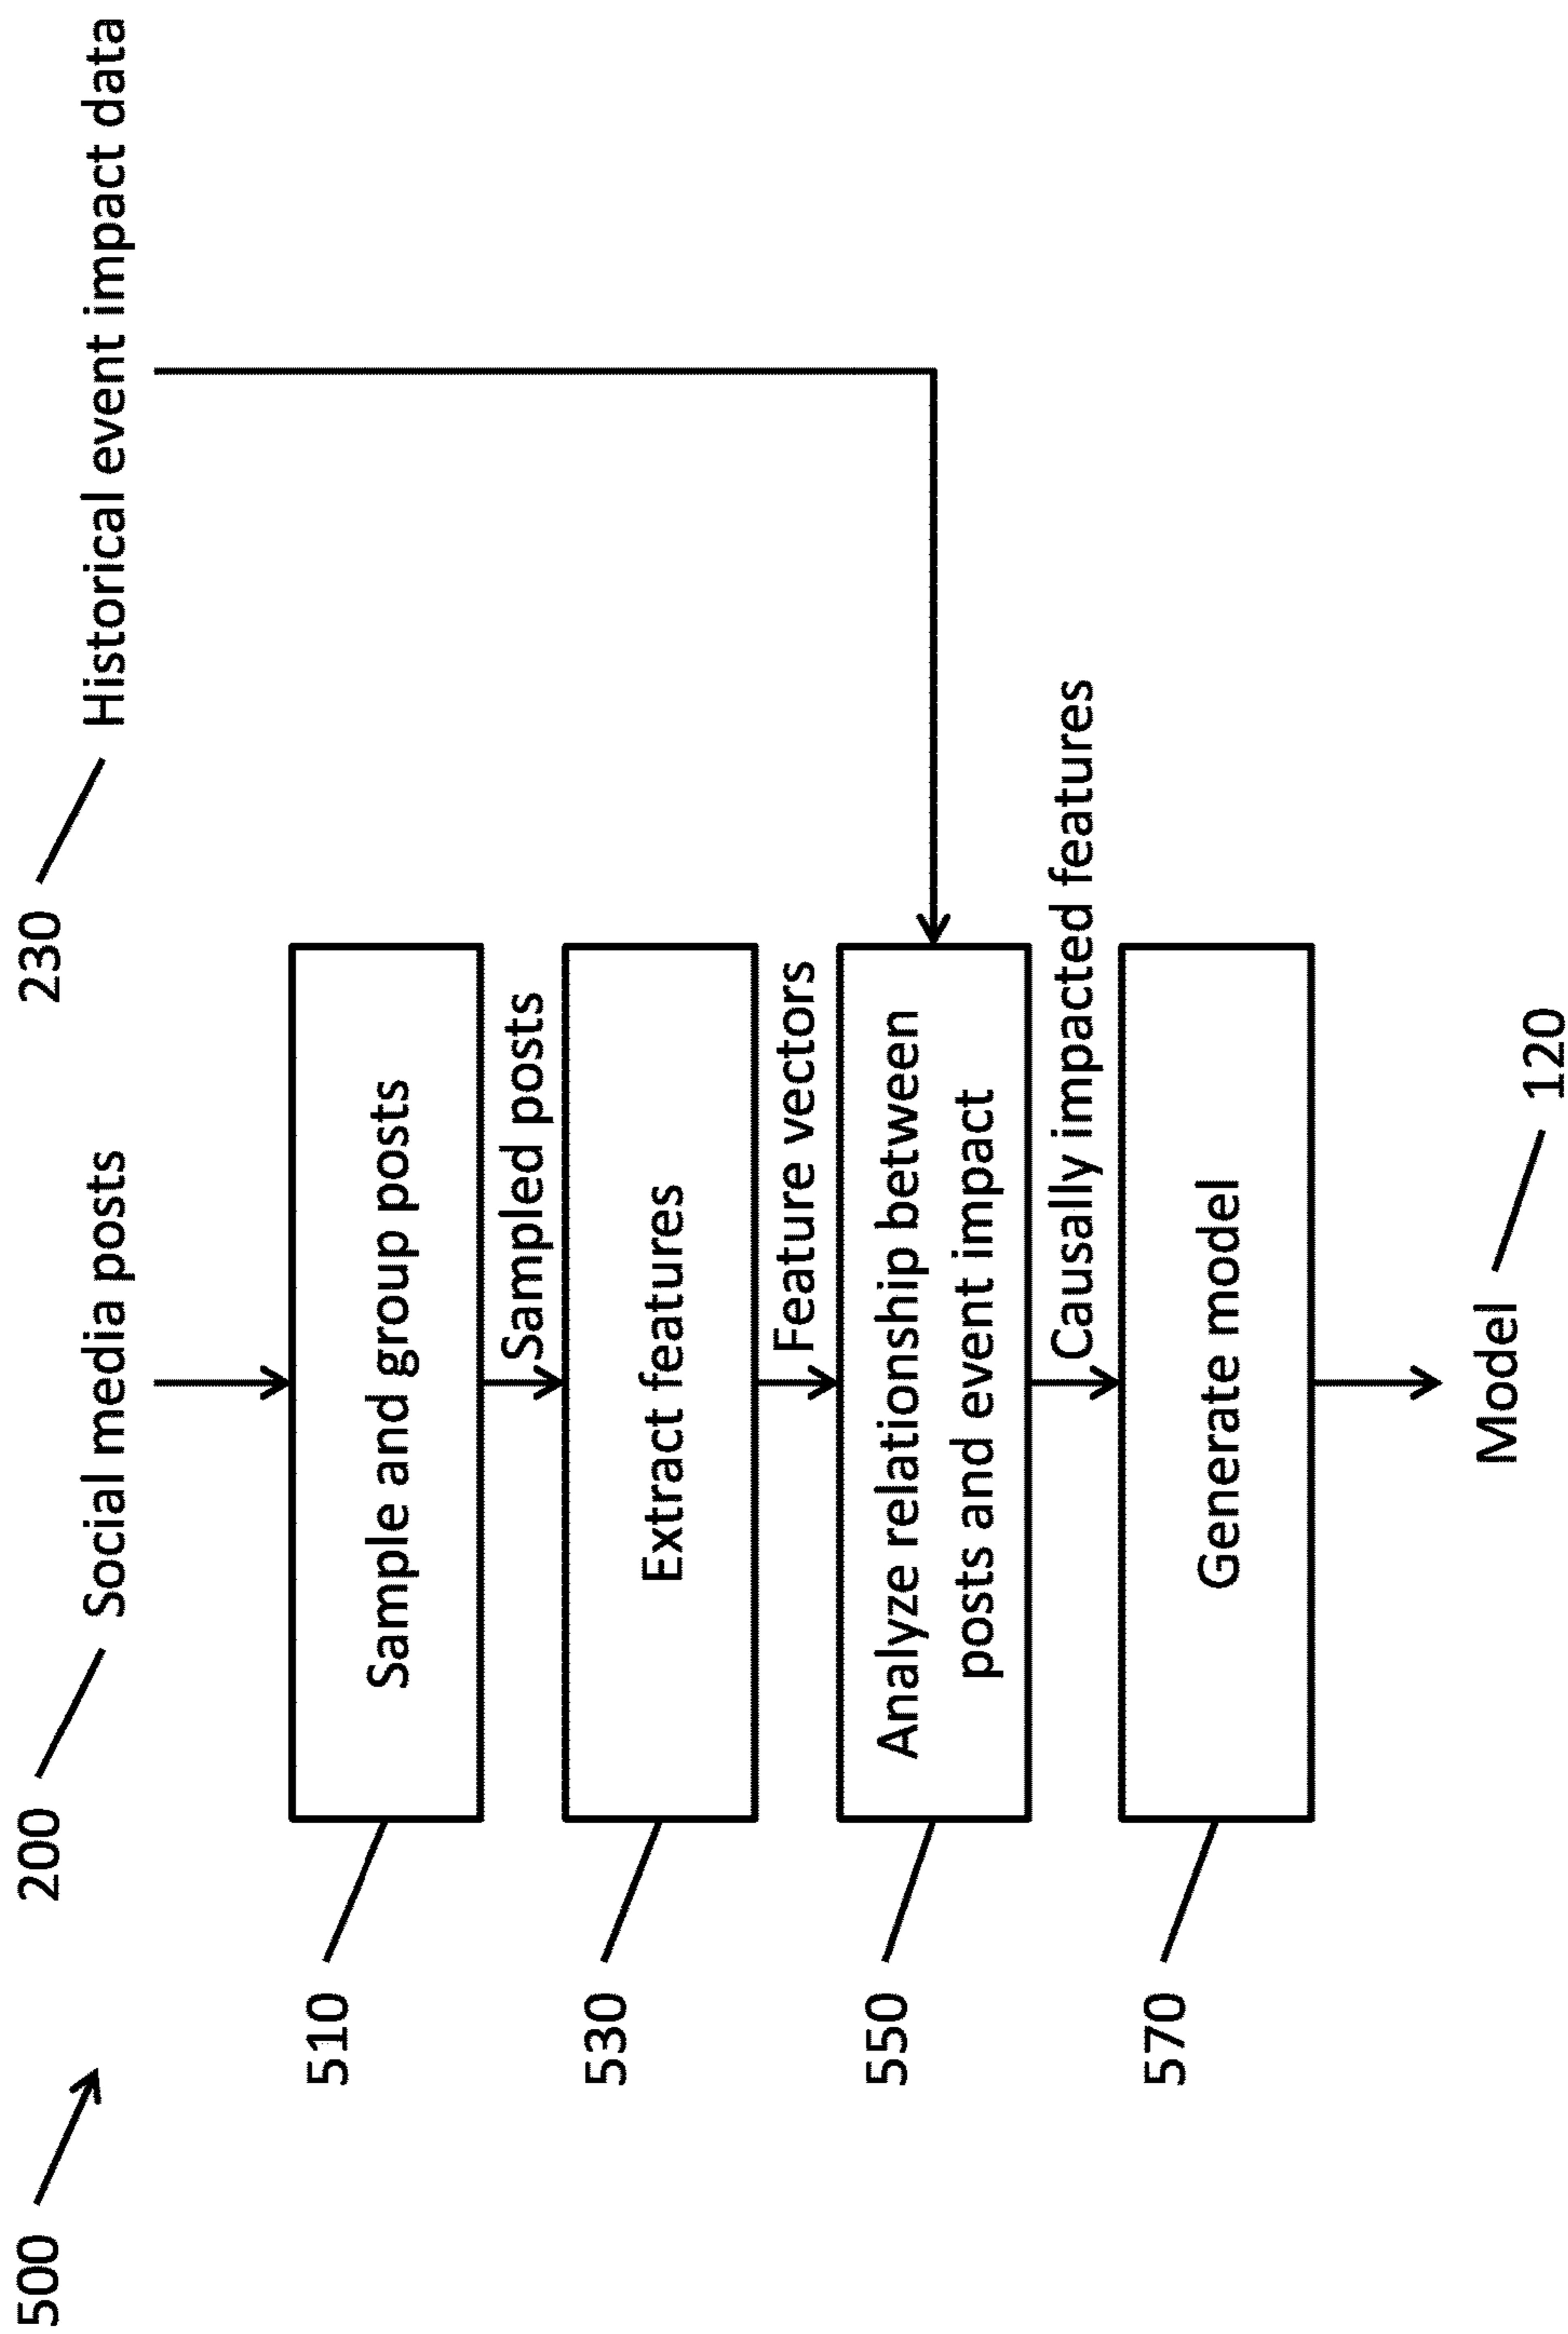 500
200
Social media posts
230
Historical event impact data
510
Sample and group posts
Sampled posts
530
Extract features
Feature vectors
550
Analyze relationship between
posts and event impact
Causally impacted features
570
Generate model
Model
120